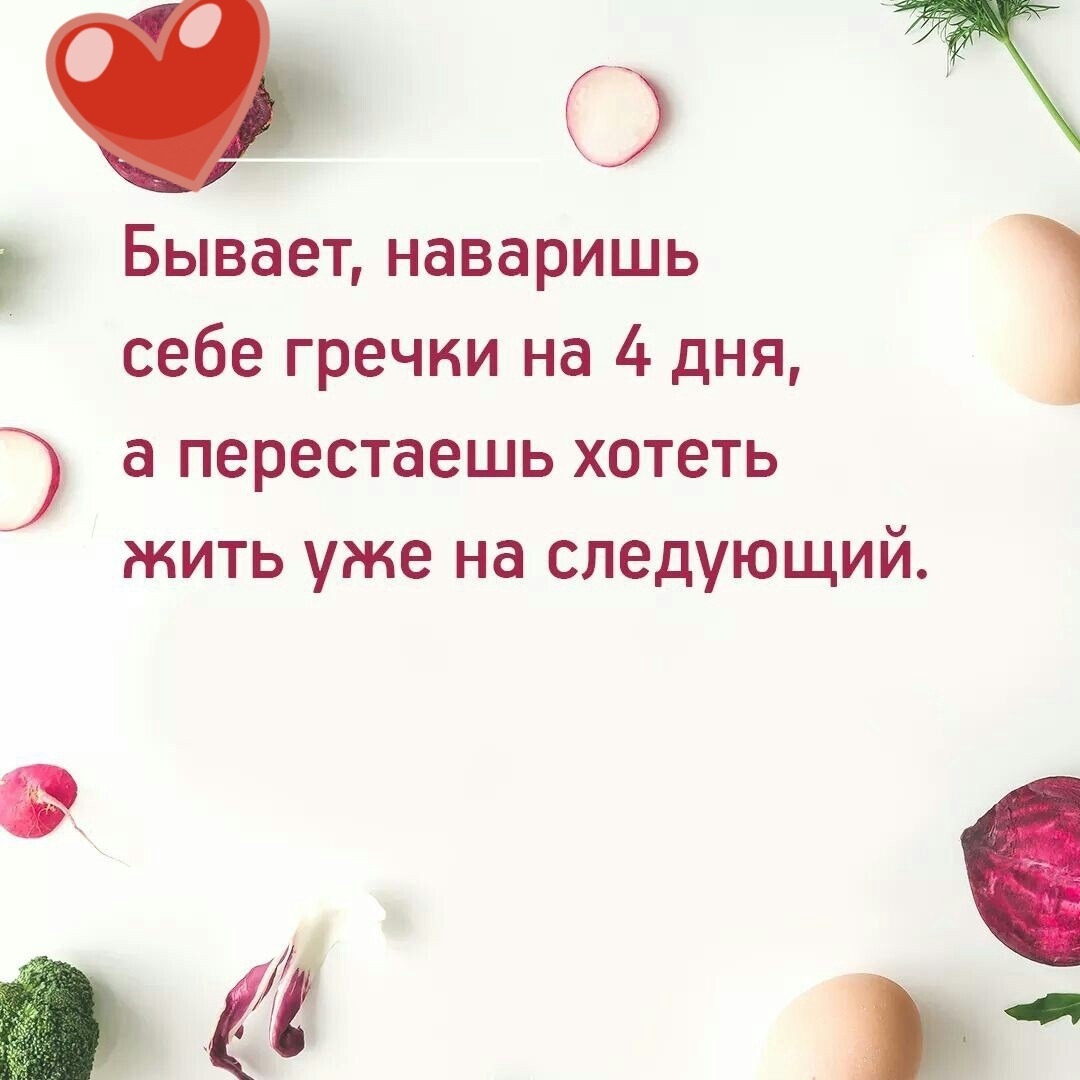 Бывает, наваришь
себе гречки на 4 дня,
а перестаешь хотеть
жить уже на следующий.